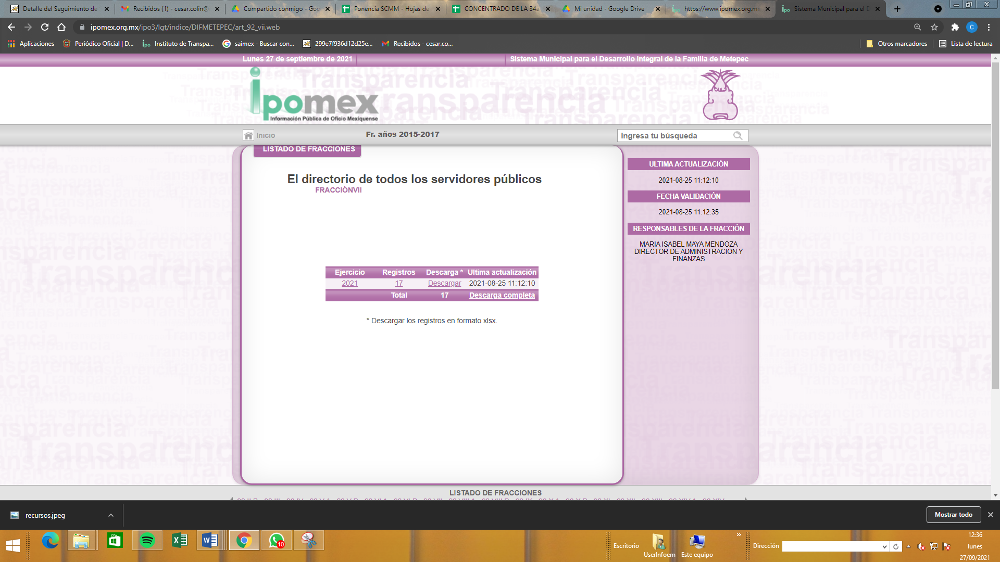 Detalle del Seguimiento de
Recibidos (1) - cesar.colin@
Compartido conmigo - Goo
Ponencia SCMM - Hojas de
CONCENTRADO DE LA 34a
Mi unidad - Google Drive
https://www.ipomex.org.m
Sistema Municipal para el D
ipomex.org.mx/ipo3/lgt/indice/DIFMETEPEC/art_92_vii.web
C
Aplicaciones
Periódico Oficial | D...
Instituto de Transpa...
saimex - Buscar con...
299e7f936d12d25e...
Recibidos - cesar.co...
Otros marcadores
Lista de lectura
Lunes 27 de septiembre de 2021
Sistema Municipal para el Desarrollo Integral de la Familia de Metepec
ipomex
Información Pública de Oficio Mexiquense
Transparencia
Inicio
Fr. años 2015-2017
Ingresa tu búsqueda
LISTADO DE FRACCIONES
El directorio de todos los servidores públicos
FRACCIÓNVII
Ejercicio Registros Descarga * Ultima actualización
2021 17 Descargar 2021-08-25 11:12:10
Total 17 Descarga completa
* Descargar los registros en formato xlsx.
ULTIMA ACTUALIZACIÓN
2021-08-25 11:12:10
FECHA VALIDACIÓN
2021-08-25 11:12:35
RESPONSABLES DE LA FRACCIÓN
MARIA ISABEL MAYA MENDOZA
DIRECTOR DE ADMINISTRACION Y
FINANZAS
LISTADO DE FRACCIONES
recursos.jpeg
Mostrar todo
10
Escritorio
UserInfoem
Este equipo
Dirección
12:36
lunes
27/09/2021